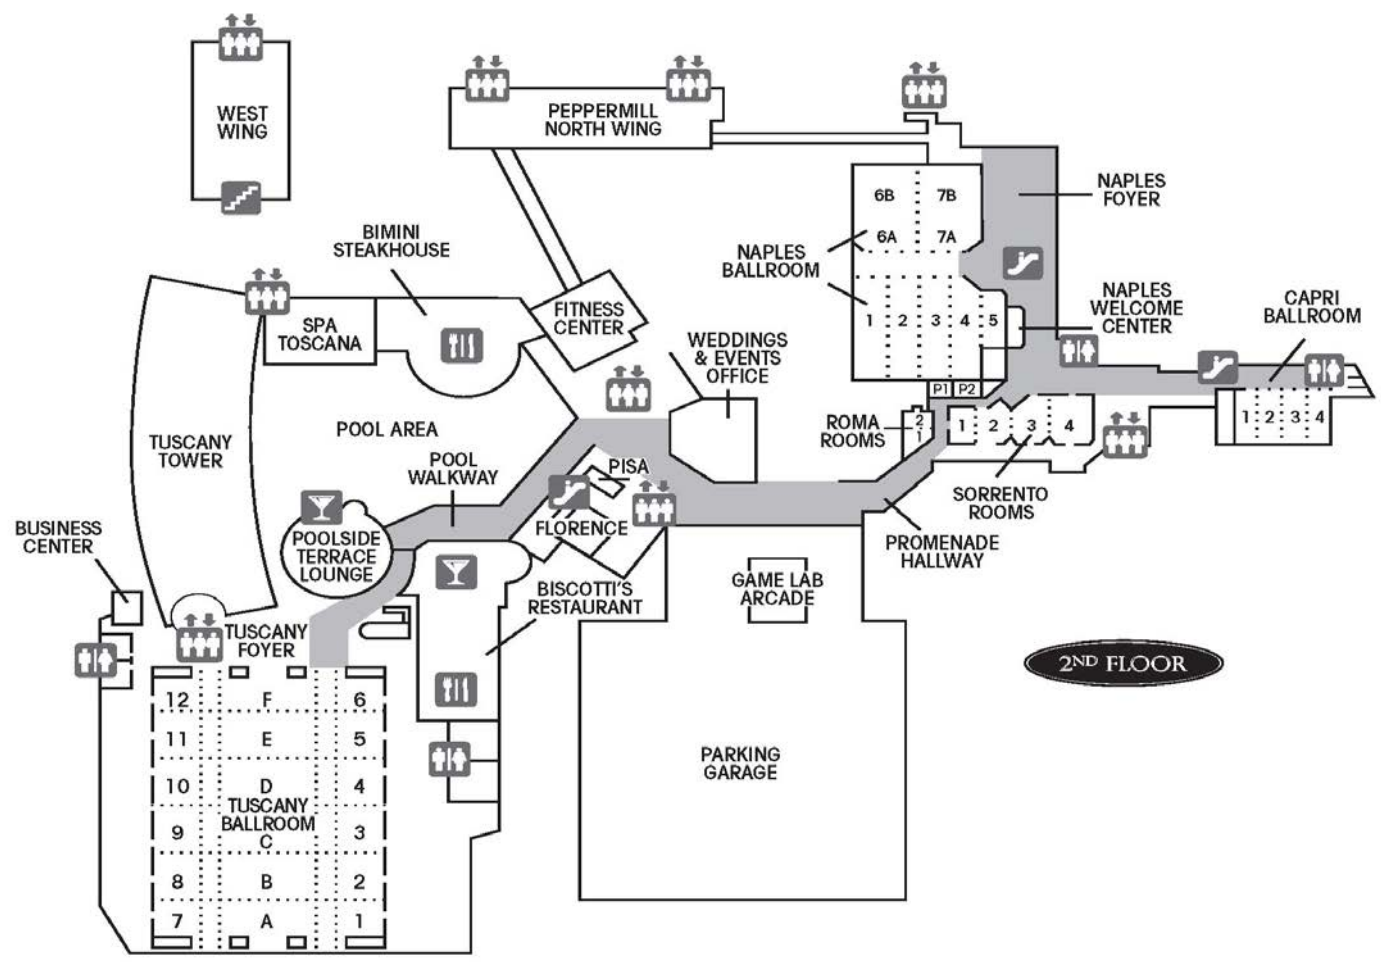 WEST
WING
PEPPERMILL
NORTH WING
NAPLES
FOYER
6B
7B
6A
7A
NAPLES
BALLROOM
BIMINI
STEAKHOUSE
FITNESS
CENTER
SPA
TOSCANA
NAPLES
WELCOME
CENTER
CAPRI
BALLROOM
1 2 3 4 5
WEDDINGS
& EVENTS
OFFICE
P1 P2
ROMA
ROOMS
2
1
1 2 3 4
1 2 3 4
TUSCANY
TOWER
POOL AREA
POOL
WALKWAY
PISA
FLORENCE
SORRENTO
ROOMS
PROMENADE
HALLWAY
BUSINESS
CENTER
POOLSIDE
TERRACE
LOUNGE
BISCOTTI'S
RESTAURANT
GAME LAB
ARCADE
TUSCANY
FOYER
2ND FLOOR
12 F 6
11 E 5
10 D 4
TUSCANY
BALLROOM
9 C 3
8 B 2
7 A 1
PARKING
GARAGE